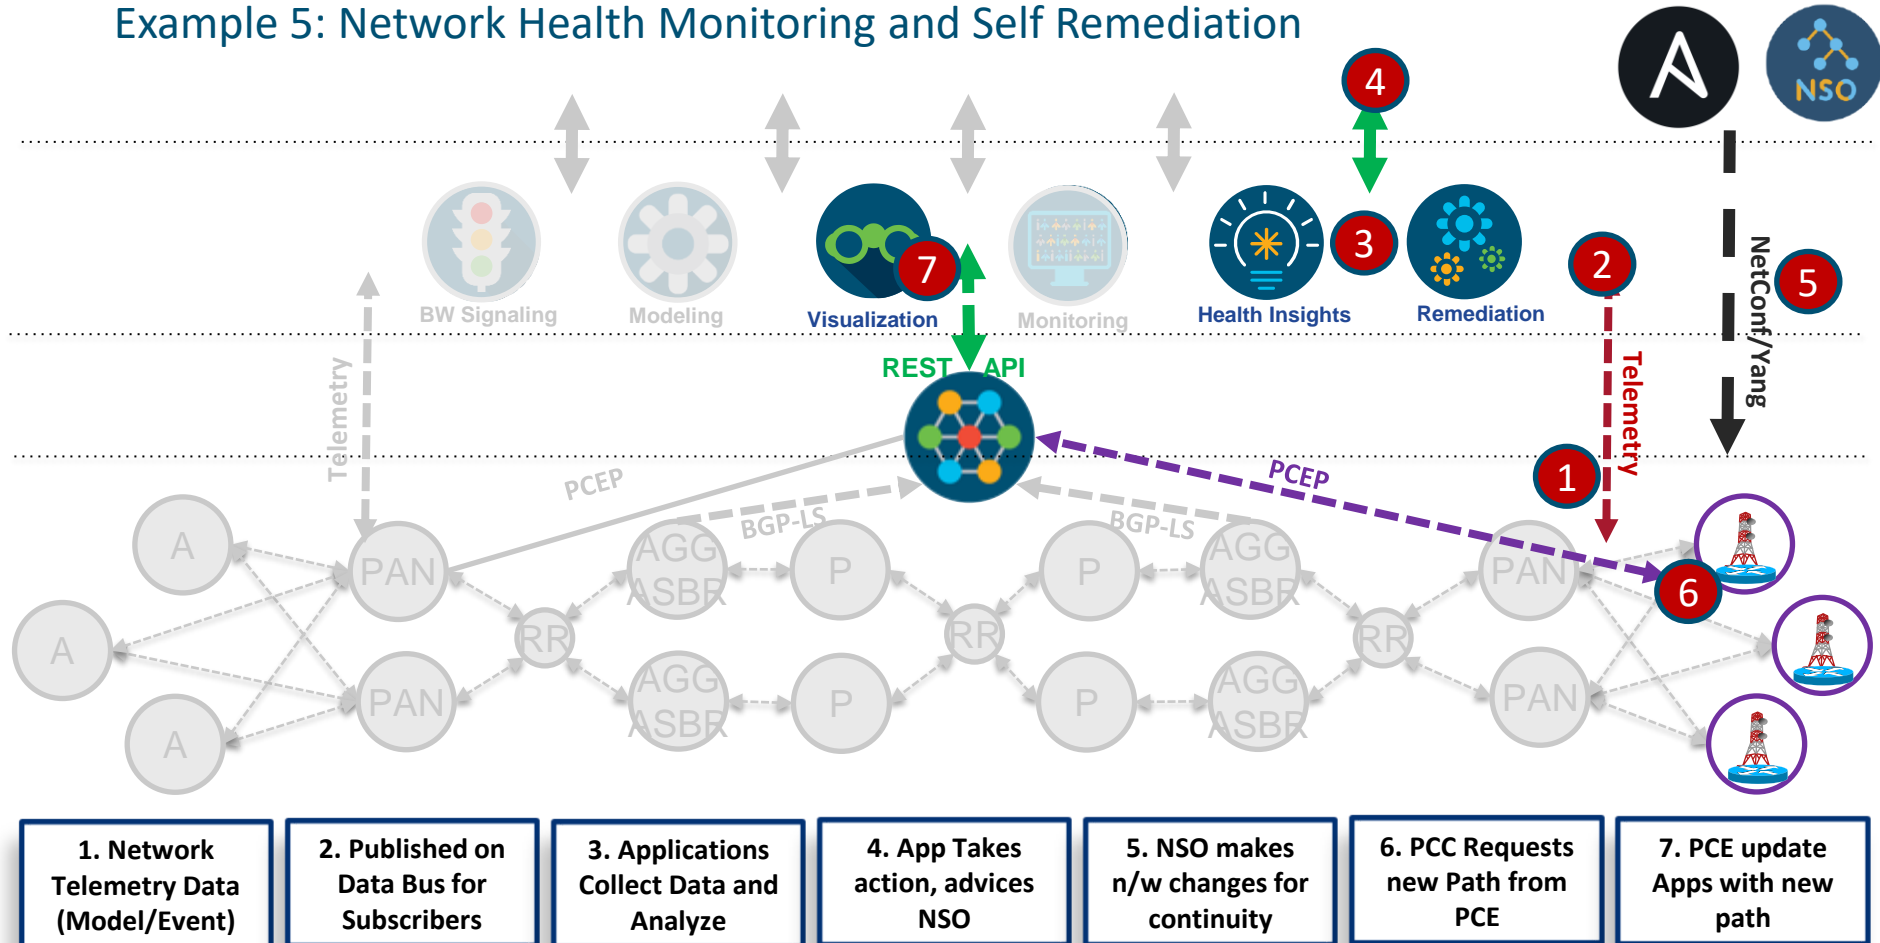 Example 5: Network Health Monitoring and Self Remediation
4
A
NSO
7
3
2
5
BW Signaling
Modeling
Visualization
Monitoring
Health Insights
Remediation
NetConf/Yang
Telemetry
REST API
Telemetry
PCEP
PCEP
1
BGP-LS
BGP-LS
A
PAN
AGG
ASBR
P
P
AGG
ASBR
PAN
6
A
RR
RR
RR
A
PAN
AGG
ASBR
P
P
AGG
ASBR
PAN
1. Network
Telemetry Data
(Model/Event)
2. Published on
Data Bus for
Subscribers
3. Applications
Collect Data and
Analyze
4. App Takes
action, advices
NSO
5. NSO makes
n/w changes for
continuity
6. PCC Requests
new Path from
PCE
7. PCE update
Apps with new
path